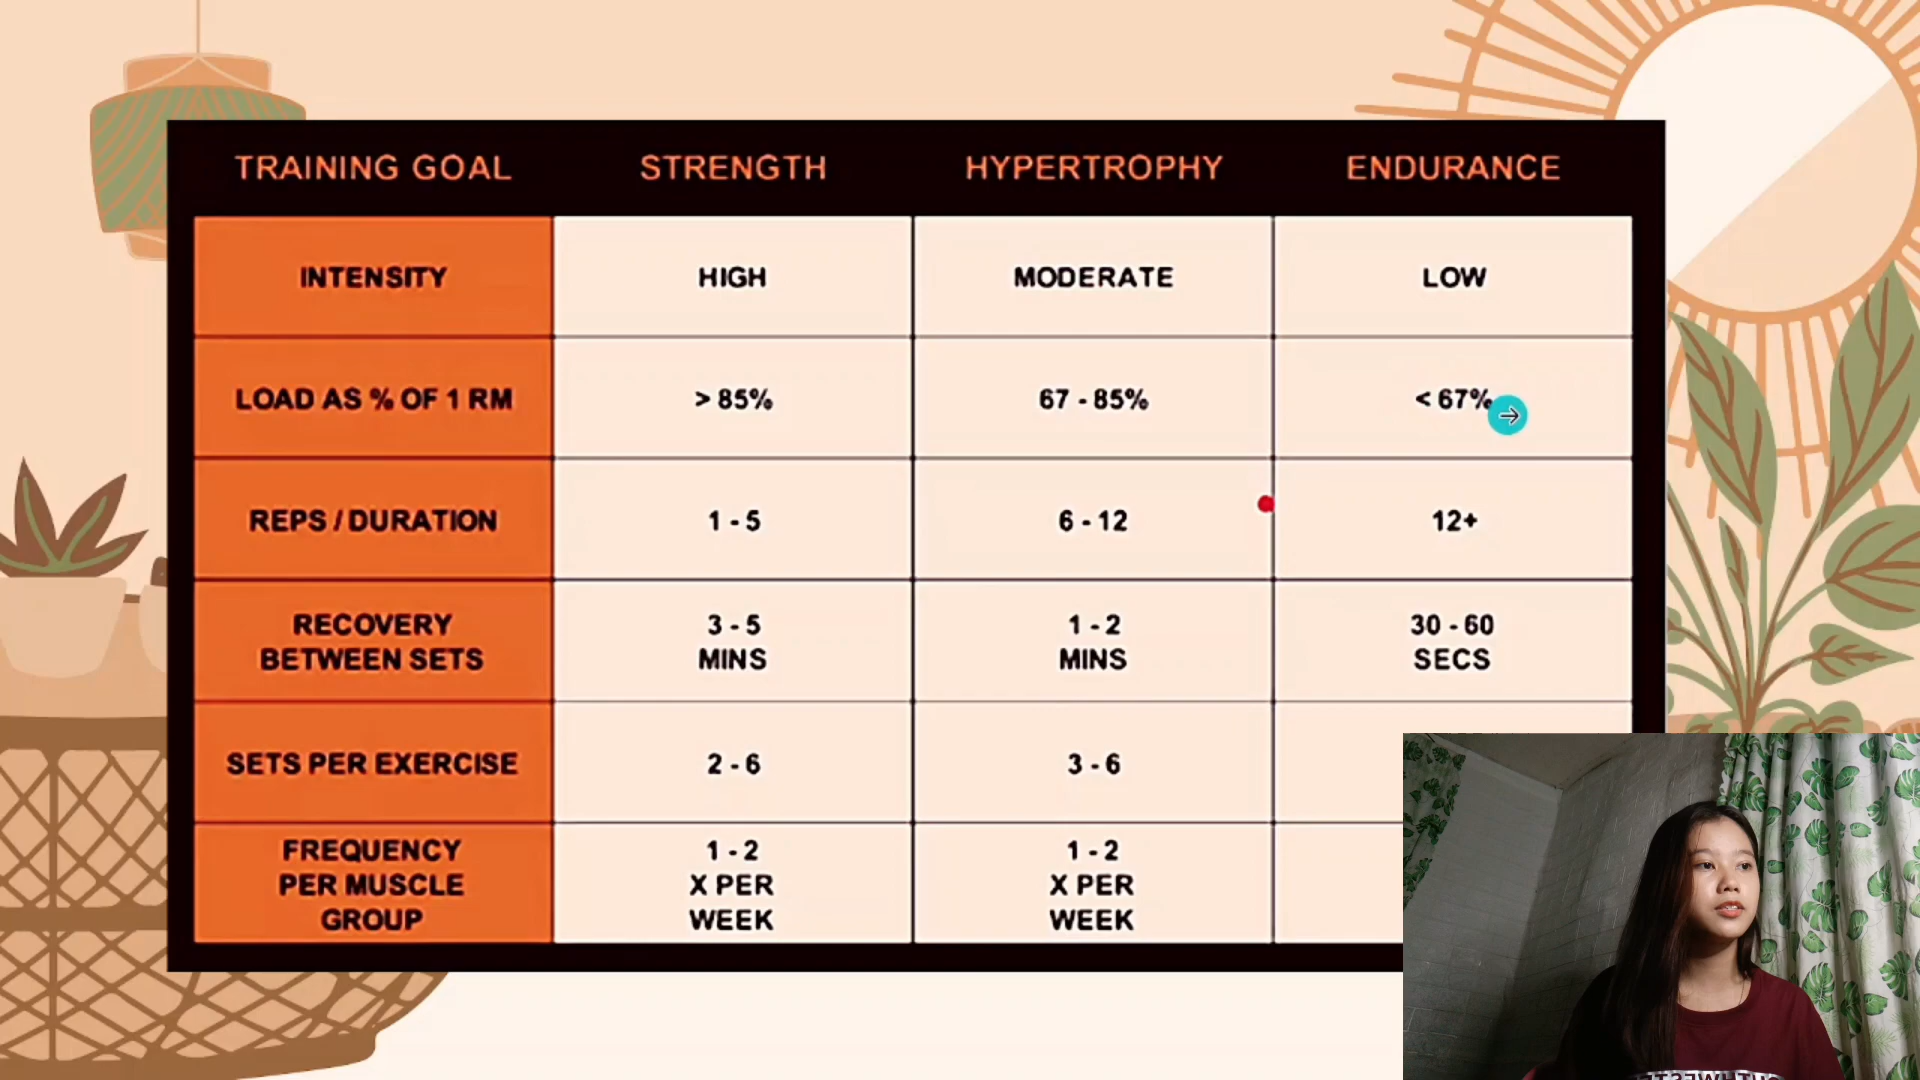 TRAINING GOAL STRENGTH HYPERTROPHY ENDURANCE
INTENSITY HIGH MODERATE LOW
LOAD AS % OF 1 RM > 85% 67 - 85% < 67%
REPS / DURATION 1 - 5 6 - 12 12+
RECOVERY
BETWEEN SETS
3 - 5
MINS
1 - 2
MINS
30 - 60
SECS
SETS PER EXERCISE 2 - 6 3 - 6
FREQUENCY
PER MUSCLE
GROUP
1 - 2
X PER
WEEK
1 - 2
X PER
WEEK